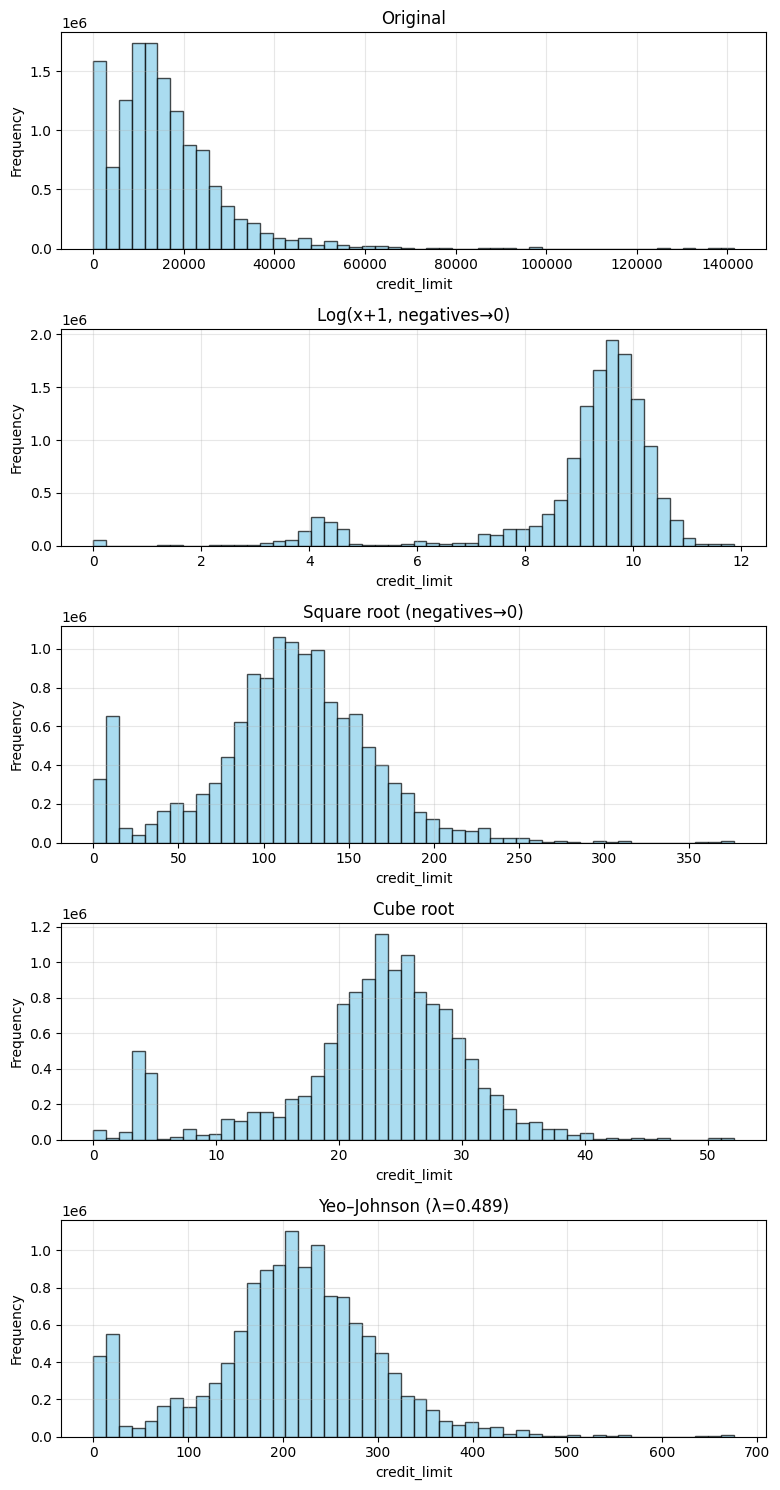 Original
1e6
1.5
1.0
0.5
0.0
Frequency
0 20000 40000 60000 80000 100000 120000 140000
credit_limit
Log(x+1, negatives→0)
1e6
2.0
1.5
1.0
0.5
0.0
Frequency
0 2 4 6 8 10 12
credit_limit
Square root (negatives→0)
1e6
1.0
0.8
0.6
0.4
0.2
0.0
Frequency
0 50 100 150 200 250 300 350
credit_limit
Cube root
1e6
1.2
1.0
0.8
0.6
0.4
0.2
0.0
Frequency
0 10 20 30 40 50
credit_limit
Yeo–Johnson (λ=0.489)
1e6
1.0
0.8
0.6
0.4
0.2
0.0
Frequency
0 100 200 300 400 500 600 700
credit_limit